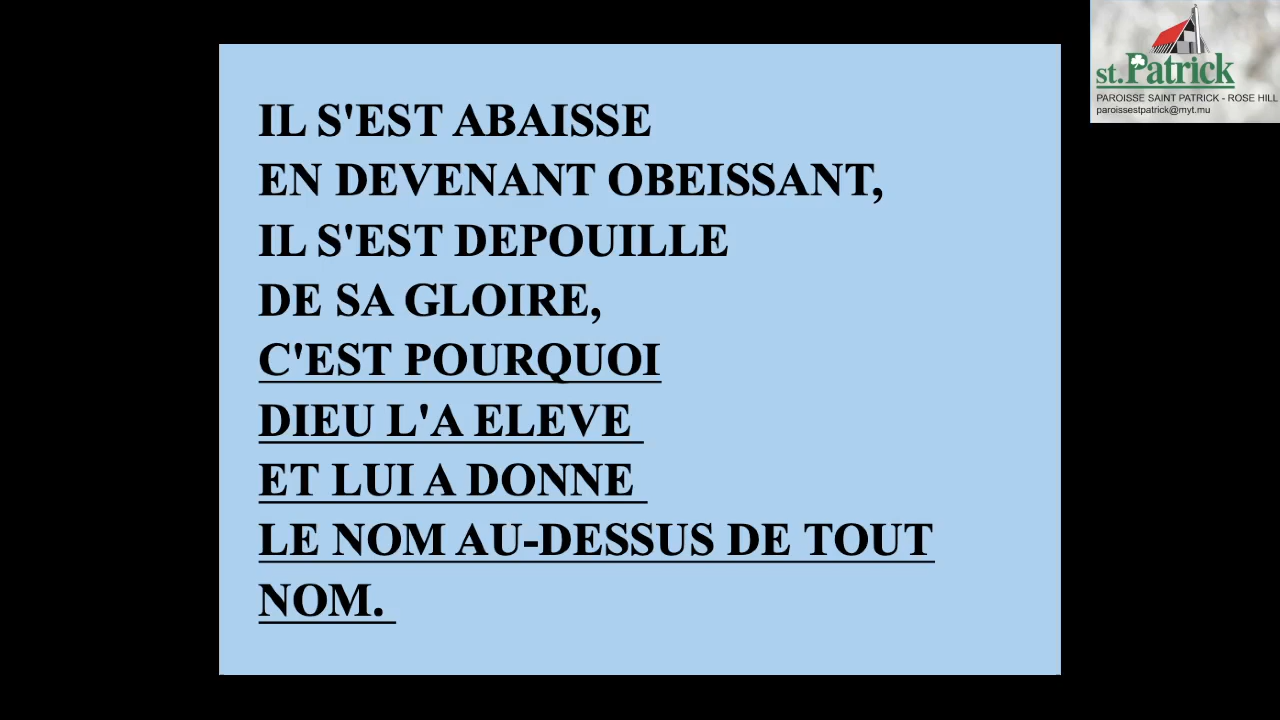 IL S'EST ABAISSE
EN DEVENANT OBEISSANT,
IL S'EST DEPOUILLE
DE SA GLOIRE,
C'EST POURQUOI
DIEU L'A ELEVE
ET LUI A DONNE
LE NOM AU-DESSUS DE TOUT
NOM.
st.Patrick
PAROISSE SAINT PATRICK - ROSE HILL
paroissestpatrick@myt.mu